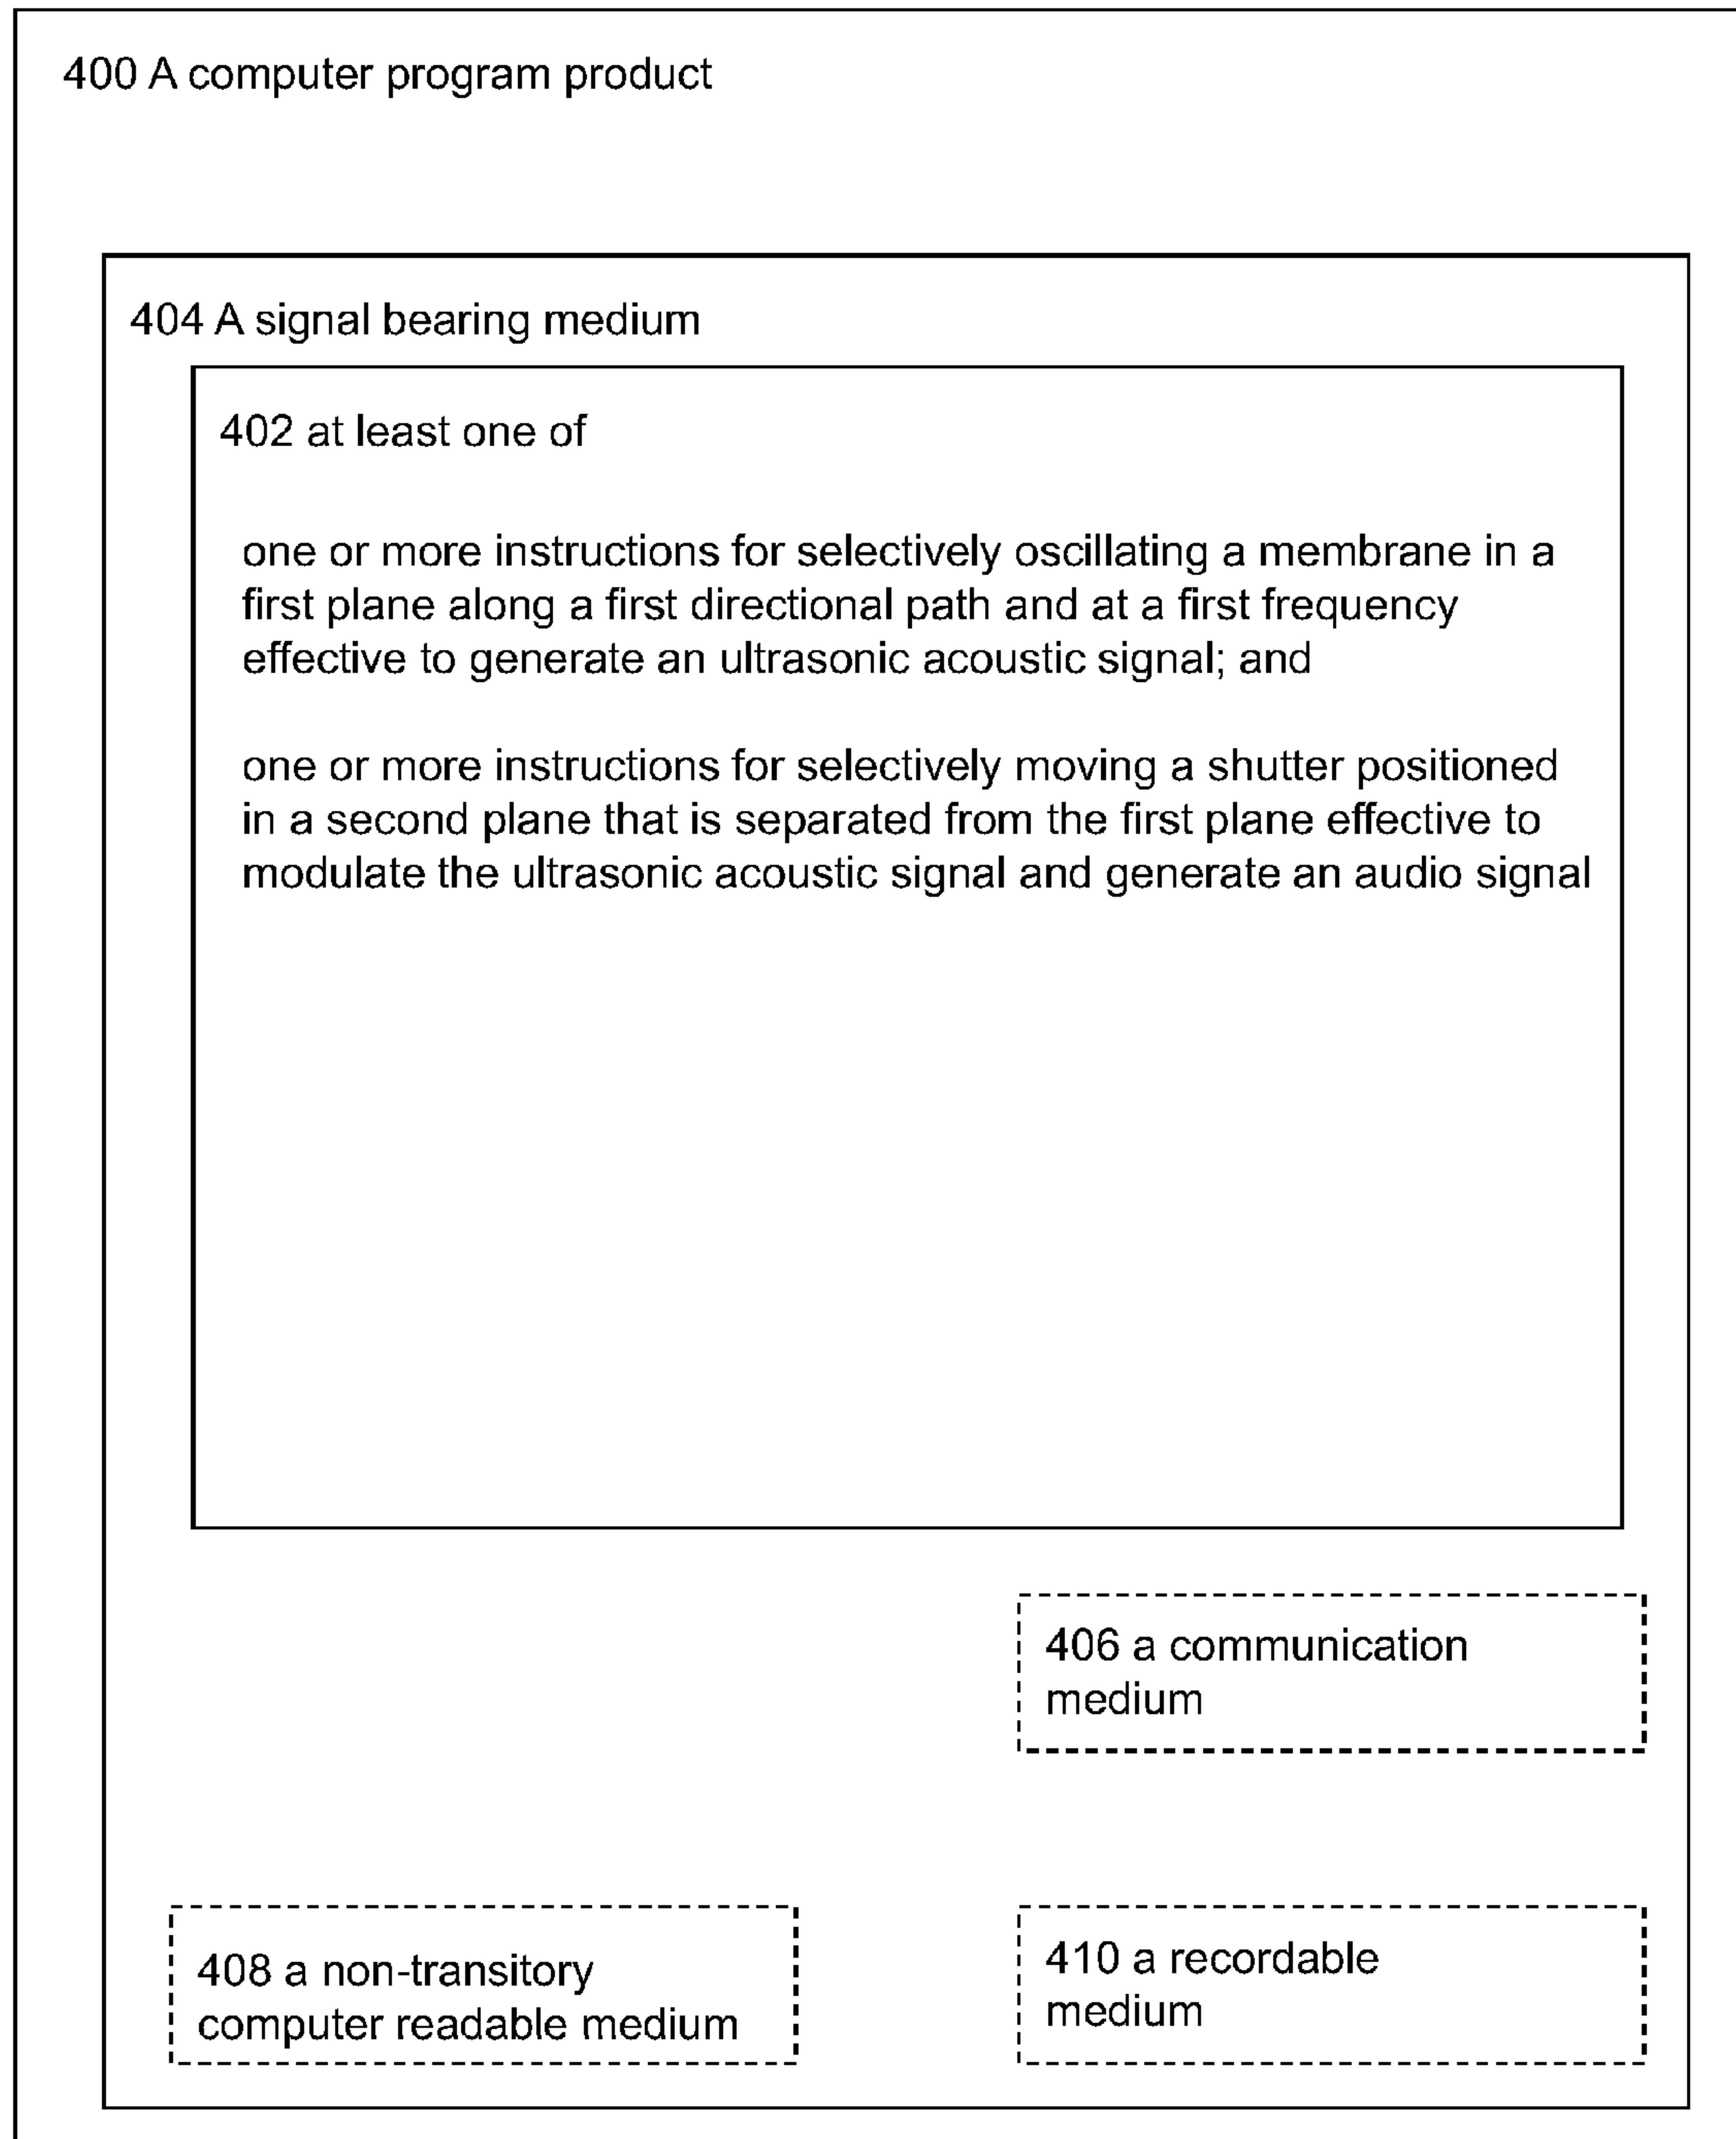 400 A computer program product
404 A signal bearing medium
402 at least one of
one or more instructions for selectively oscillating a membrane in a
first plane along a first directional path and at a first frequency
effective to generate an ultrasonic acoustic signal; and
one or more instructions for selectively moving a shutter positioned
in a second plane that is separated from the first plane effective to
modulate the ultrasonic acoustic signal and generate an audio signal
406 a communication
medium
408 a non-transitory
computer readable medium
410 a recordable
medium